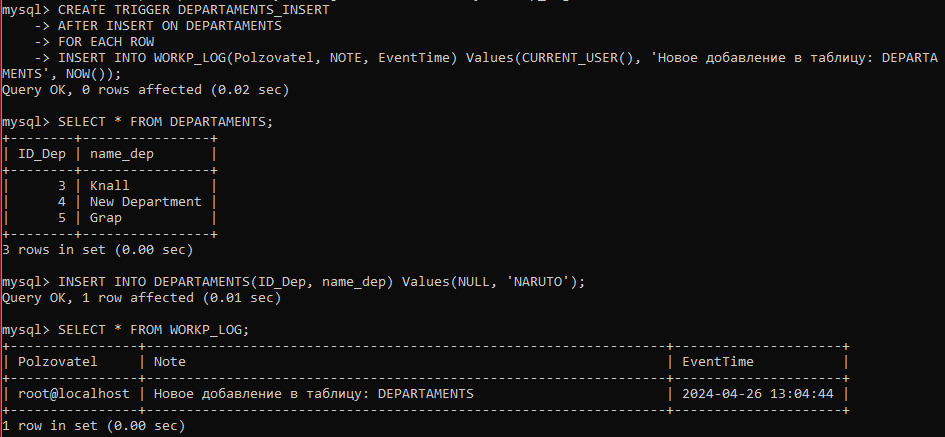 mysql> CREATE TRIGGER DEPARTAMENTS_INSERT
    -> AFTER INSERT ON DEPARTAMENTS
    -> FOR EACH ROW
    -> INSERT INTO WORKP_LOG(Polzovatel, NOTE, EventTime) Values(CURRENT_USER(), 'Новое добавление в таблицу: DEPARTA
MENTS', NOW());
Query OK, 0 rows affected (0.02 sec)

mysql> SELECT * FROM DEPARTAMENTS;
+--------+----------------+
| ID_Dep | name_dep       |
+--------+----------------+
|      3 | Knall          |
|      4 | New Department |
|      5 | Grap           |
+--------+----------------+
3 rows in set (0.00 sec)

mysql> INSERT INTO DEPARTAMENTS(ID_Dep, name_dep) Values(NULL, 'NARUTO');
Query OK, 1 row affected (0.01 sec)

mysql> SELECT * FROM WORKP_LOG;
+----------------+-----------------------------------------------------------------+---------------------+
| Polzovatel     | Note                                                            | EventTime           |
+----------------+-----------------------------------------------------------------+---------------------+
| root@localhost | Новое добавление в таблицу: DEPARTAMENTS                        | 2024-04-26 13:04:44 |
+----------------+-----------------------------------------------------------------+---------------------+
1 row in set (0.00 sec)